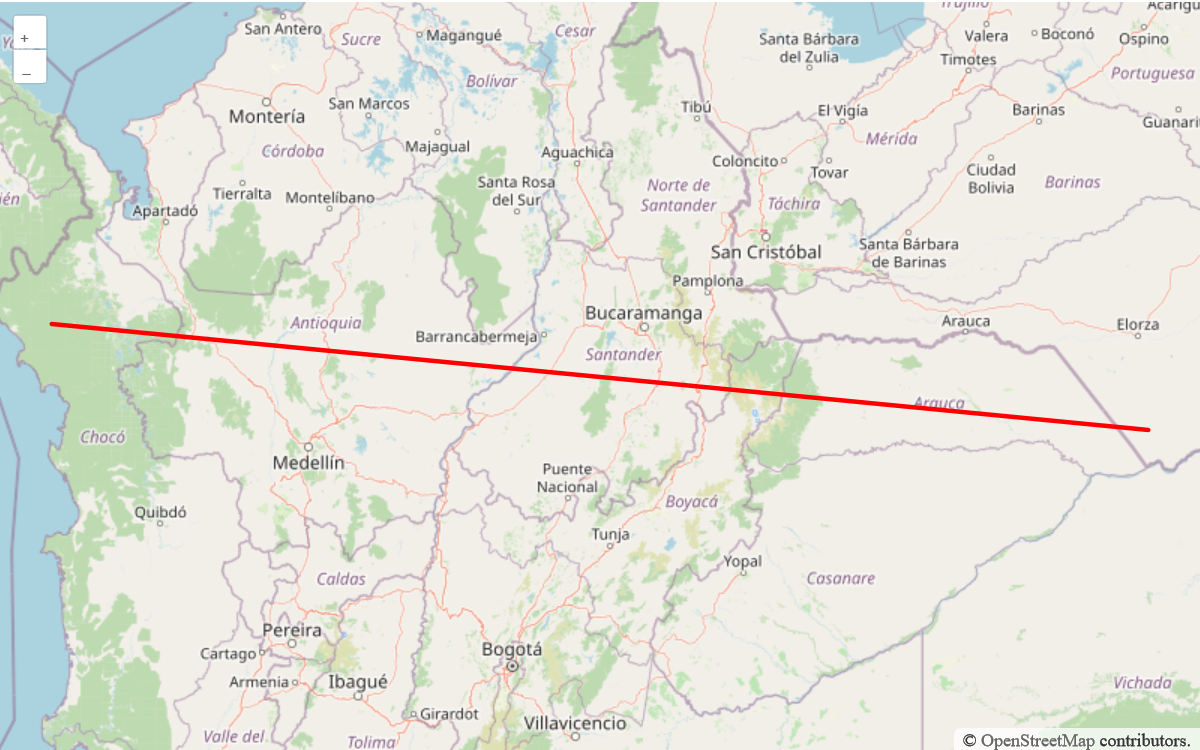 Trujillo
Acarigua
San Antero
Sucre
Magangué
Cesar
Santa Bárbara
del Zulia
Valera
Boconó
Ospino
Timotes
Portuguesa
Bolívar
+
−
Montería
San Marcos
Tibú
El Vigía
Barinas
Guanarito
Córdoba
Majagual
Aguachica
Coloncito
Tovar
Mérida
Ciudad
Bolivia
Barinas
Tierralta
Montelíbano
Santa Rosa
del Sur
Norte de
Santander
Táchira
Apartadó
San Cristóbal
Santa Bárbara
de Barinas
Pamplona
Antioquia
Bucaramanga
Arauca
Elorza
Barrancabermeja
Santander
Arauca
Chocó
Medellín
Puente
Nacional
Boyacá
Quibdó
Tunja
Yopal
Casanare
Caldas
Pereira
Cartago
Bogotá
Armenia
Ibagué
Vichada
Girardot
Villavicencio
Valle del
Tolima
© OpenStreetMap contributors.